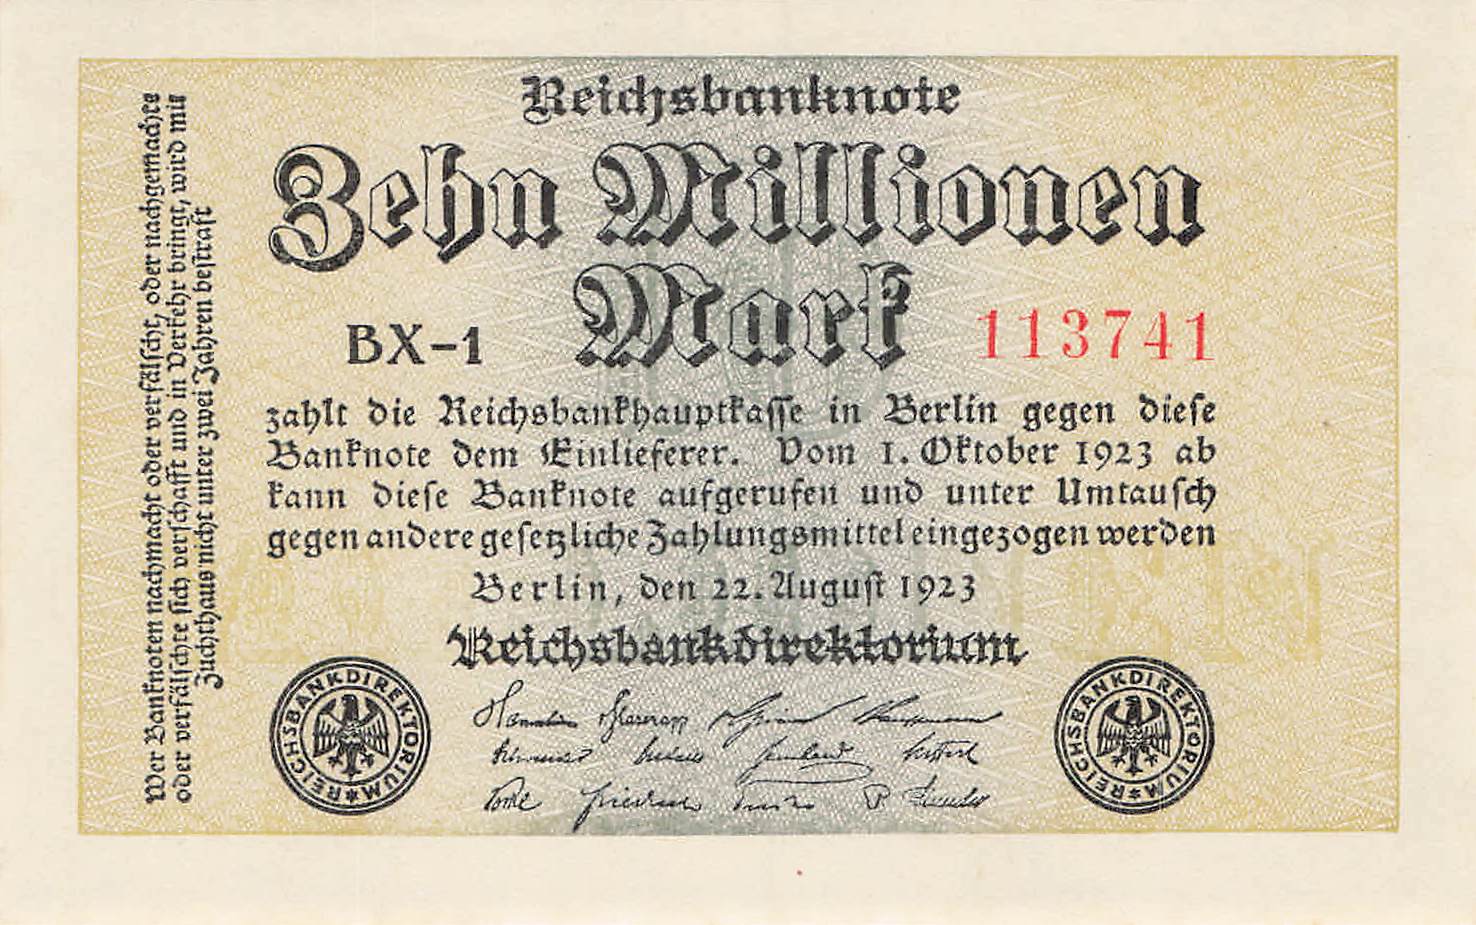 Reichsbanknote
Zehn Millionen
Mark
BX-1
113741
zahlt die Reichsbankhauptkasse in Berlin gegen diese
Banknote dem Einlieferer. Vom 1. Oktober 1923 ab
kann diese Banknote aufgerufen und unter Umtausch
gegen andere gesetzliche Zahlungsmittel eingezogen werden
Berlin, den 22. August 1923
Reichsbankdirektorium
REICHSBANKDIREKTORIUM
REICHSBANKDIREKTORIUM
Wer Banknoten nachmacht oder verfälscht, oder nachgemachte
oder verfälschte sich verschafft und in Verkehr bringt, wird mit
Zuchthaus nicht unter zwei Jahren bestraft